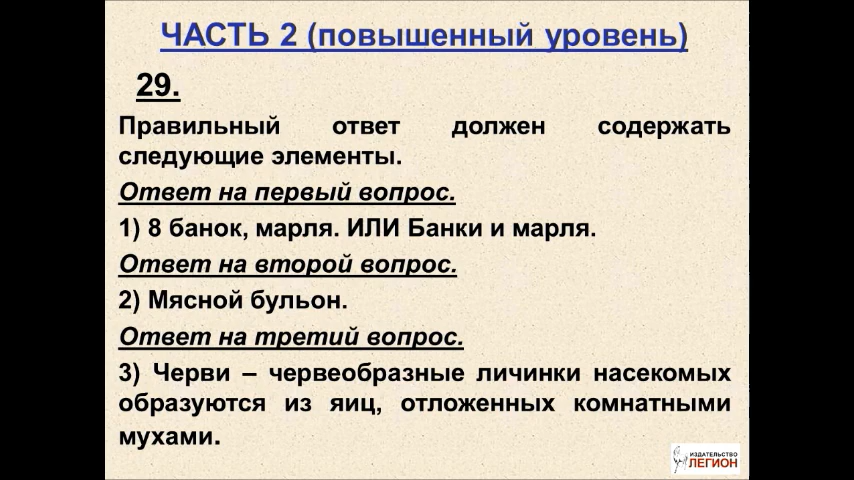 ЧАСТЬ 2 (повышенный уровень)
29.
Правильный ответ должен содержать
следующие элементы.
Ответ на первый вопрос.
1) 8 банок, марля. ИЛИ Банки и марля.
Ответ на второй вопрос.
2) Мясной бульон.
Ответ на третий вопрос.
3) Черви – червеобразные личинки насекомых
образуются из яиц, отложенных комнатными
мухами.
ИЗДАТЕЛЬСТВО
ЛЕГИОН